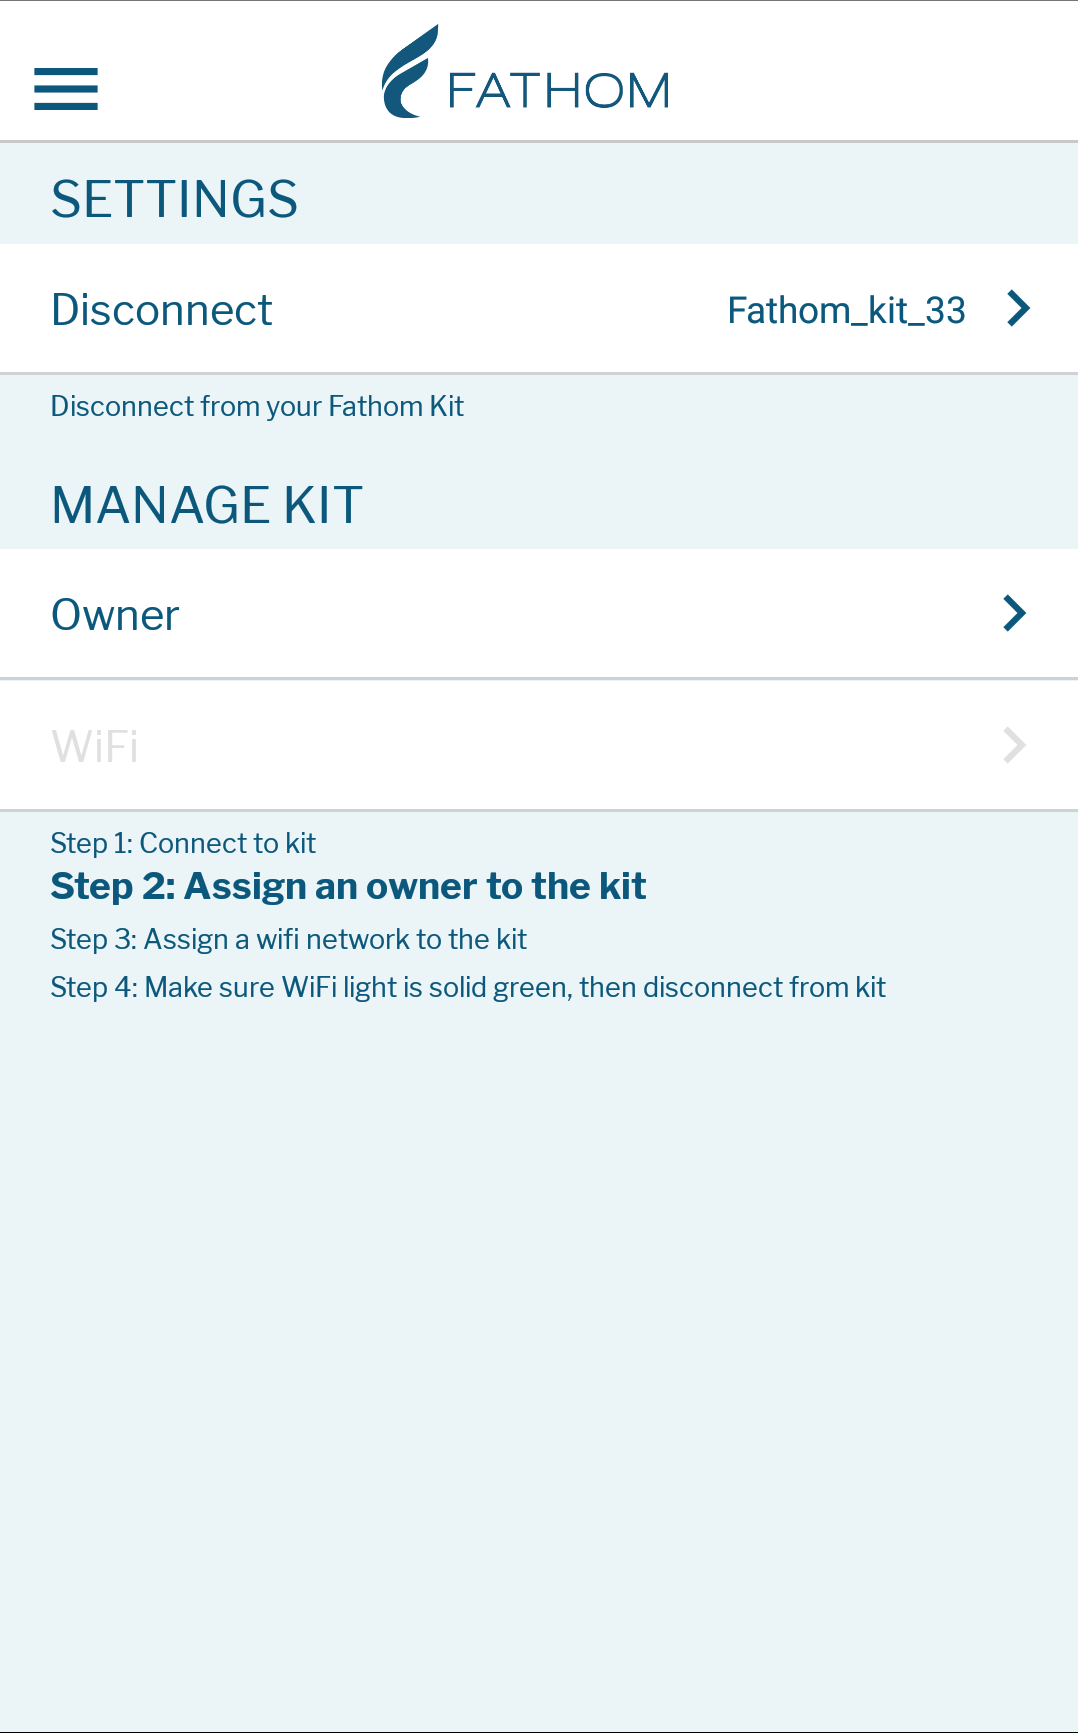 FATHOM
SETTINGS
Disconnect Fathom_kit_33
Disconnect from your Fathom Kit
MANAGE KIT
Owner
WiFi
Step 1: Connect to kit
Step 2: Assign an owner to the kit
Step 3: Assign a wifi network to the kit
Step 4: Make sure WiFi light is solid green, then disconnect from kit